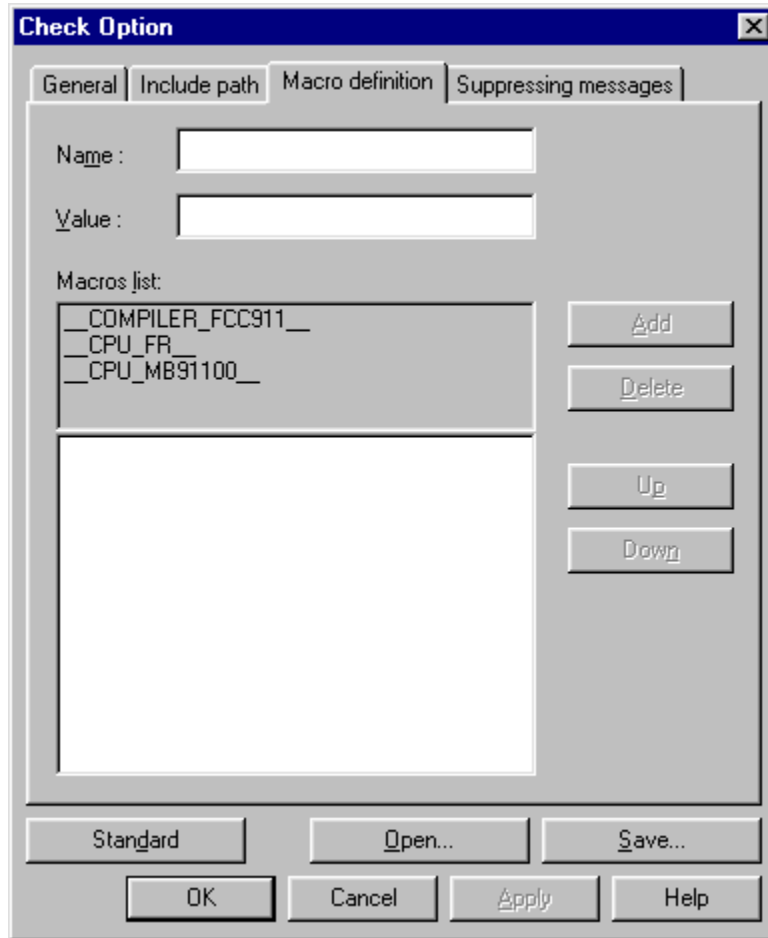 Check Option
General Include path Macro definition Suppressing messages
Name :
Value :
Macros list:
__COMPILER_FCC911__
__CPU_FR__
__CPU_MB91100__
Add
Delete
Up
Down
Standard Open... Save...
OK Cancel Apply Help